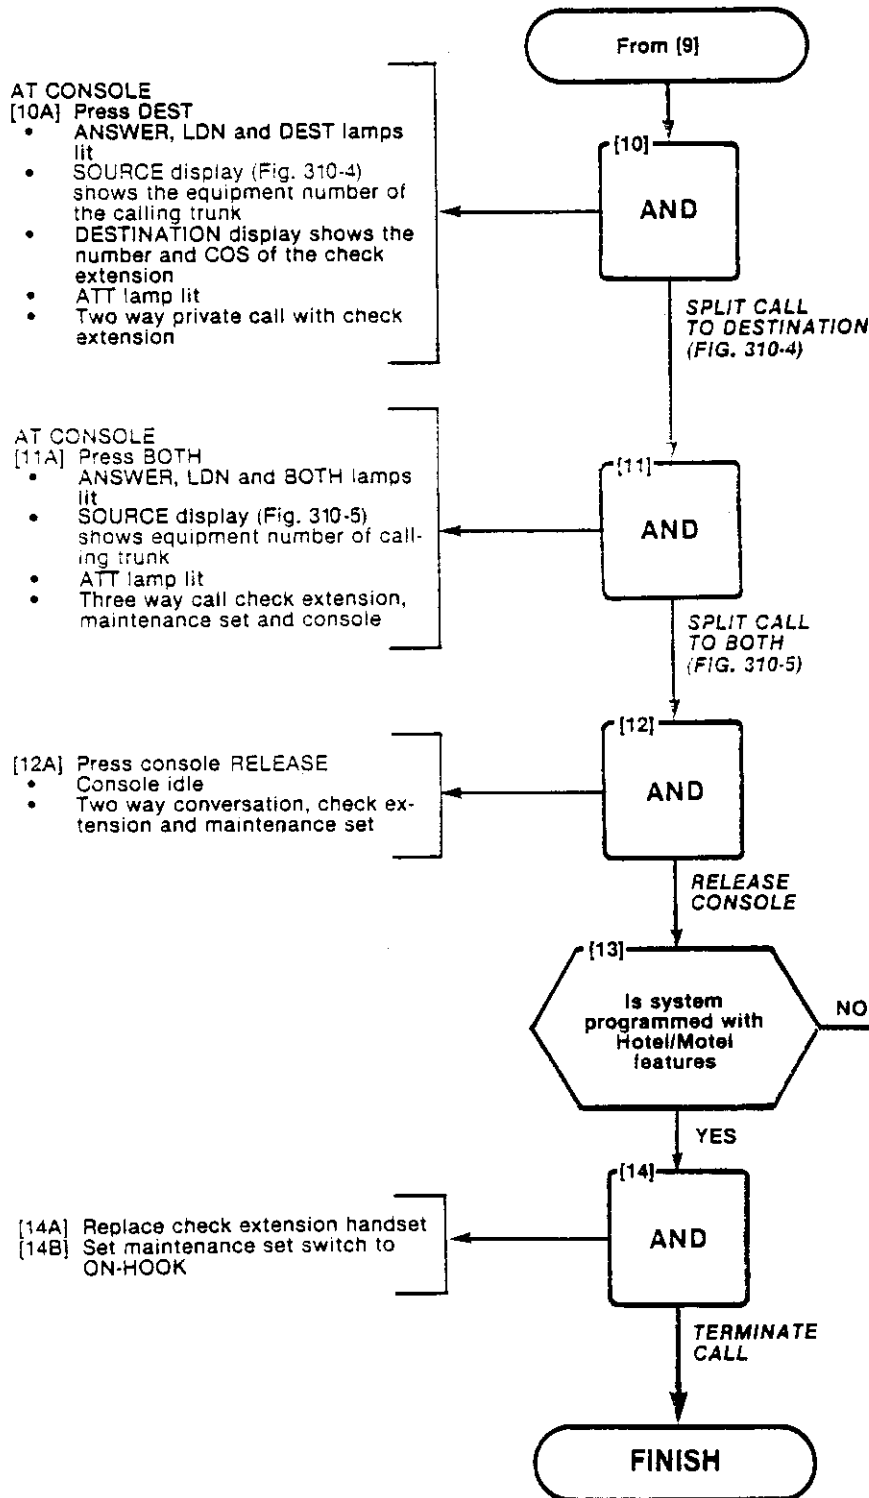 From [9]
AT CONSOLE
[10A] Press DEST
• ANSWER, LDN and DEST lamps
lit
• SOURCE display (Fig. 310-4)
shows the equipment number of
the calling trunk
• DESTINATION display shows the
number and COS of the check
extension
• ATT lamp lit
• Two way private call with check
extension
[10]
AND
SPLIT CALL
TO DESTINATION
(FIG. 310-4)
AT CONSOLE
[11A] Press BOTH
• ANSWER, LDN and BOTH lamps
lit
• SOURCE display (Fig. 310-5)
shows equipment number of call-
ing trunk
• ATT lamp lit
• Three way call check extension,
maintenance set and console
[11]
AND
SPLIT CALL
TO BOTH
(FIG. 310-5)
[12A] Press console RELEASE
• Console idle
• Two way conversation, check ex-
tension and maintenance set
[12]
AND
RELEASE
CONSOLE
[13]
Is system
programmed with
Hotel/Motel
features
NO
YES
[14A] Replace check extension handset
[14B] Set maintenance set switch to
ON-HOOK
[14]
AND
TERMINATE
CALL
FINISH